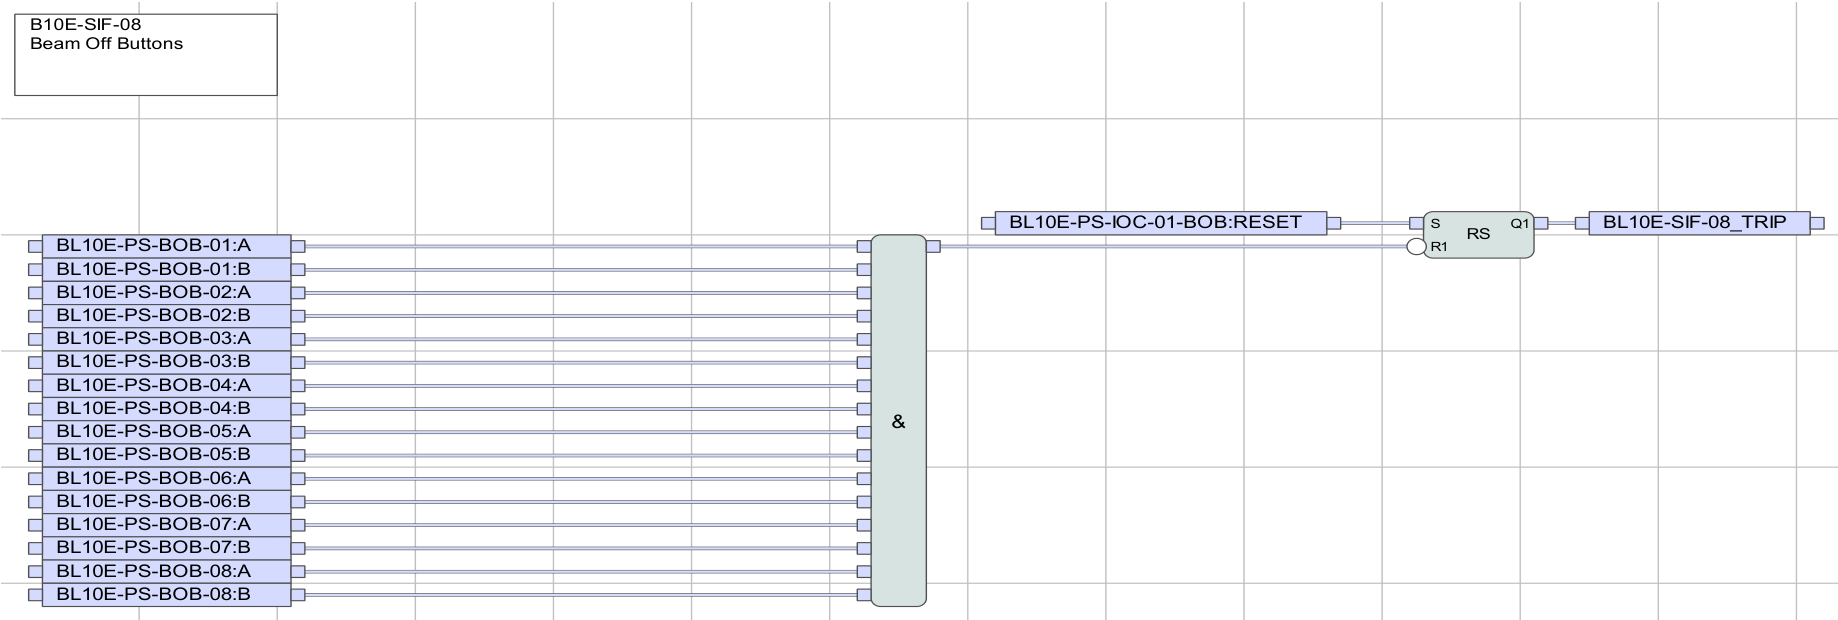 B10E-SIF-08
Beam Off Buttons
BL10E-PS-IOC-01-BOB:RESET
S
Q1
RS
R1
BL10E-SIF-08_TRIP
BL10E-PS-BOB-01:A
BL10E-PS-BOB-01:B
BL10E-PS-BOB-02:A
BL10E-PS-BOB-02:B
BL10E-PS-BOB-03:A
BL10E-PS-BOB-03:B
BL10E-PS-BOB-04:A
BL10E-PS-BOB-04:B
BL10E-PS-BOB-05:A
BL10E-PS-BOB-05:B
BL10E-PS-BOB-06:A
BL10E-PS-BOB-06:B
BL10E-PS-BOB-07:A
BL10E-PS-BOB-07:B
BL10E-PS-BOB-08:A
BL10E-PS-BOB-08:B
&